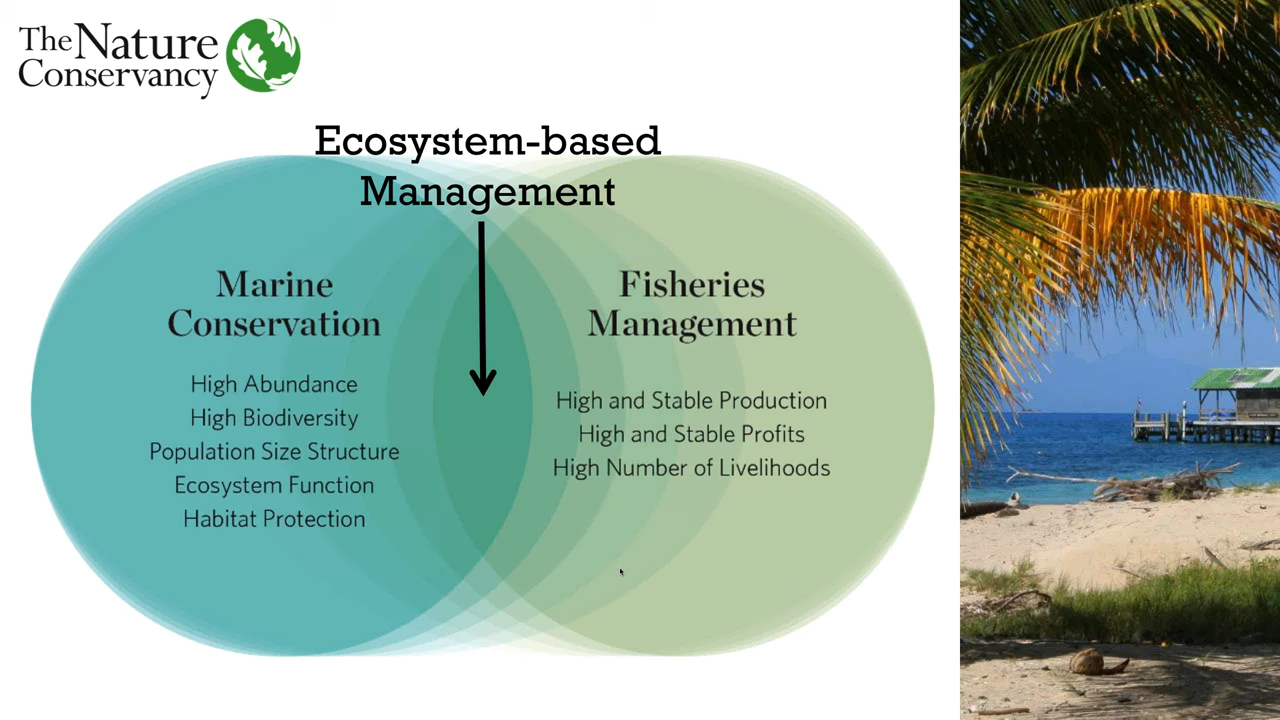 The Nature
Conservancy
Ecosystem-based
Management
Marine
Conservation
High Abundance
High Biodiversity
Population Size Structure
Ecosystem Function
Habitat Protection
Fisheries
Management
High and Stable Production
High and Stable Profits
High Number of Livelihoods